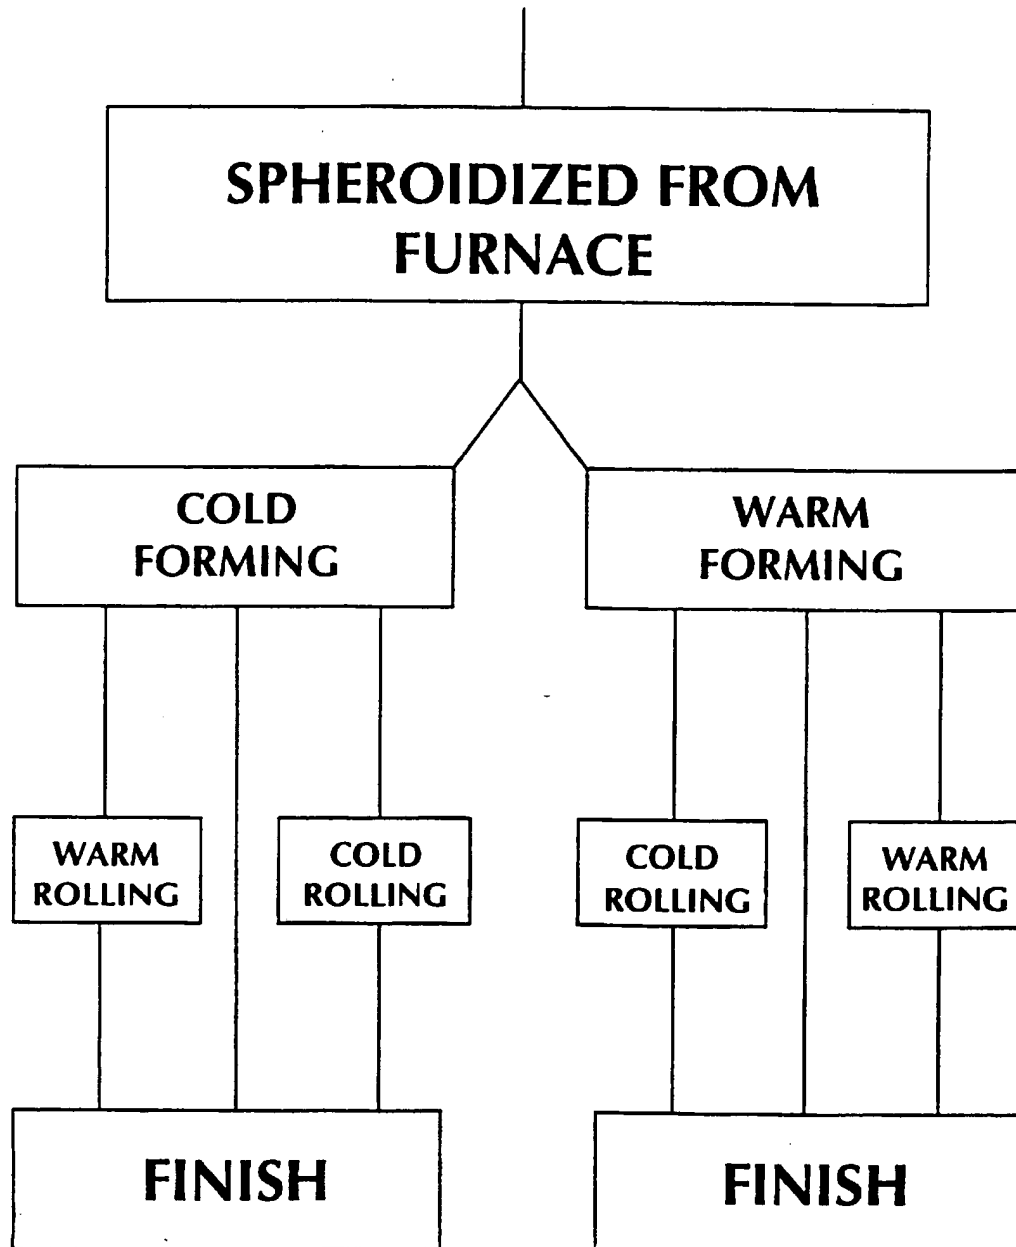 SPHEROIDIZED FROM
FURNACE
COLD
FORMING
WARM
FORMING
WARM
ROLLING
COLD
ROLLING
COLD
ROLLING
WARM
ROLLING
FINISH
FINISH